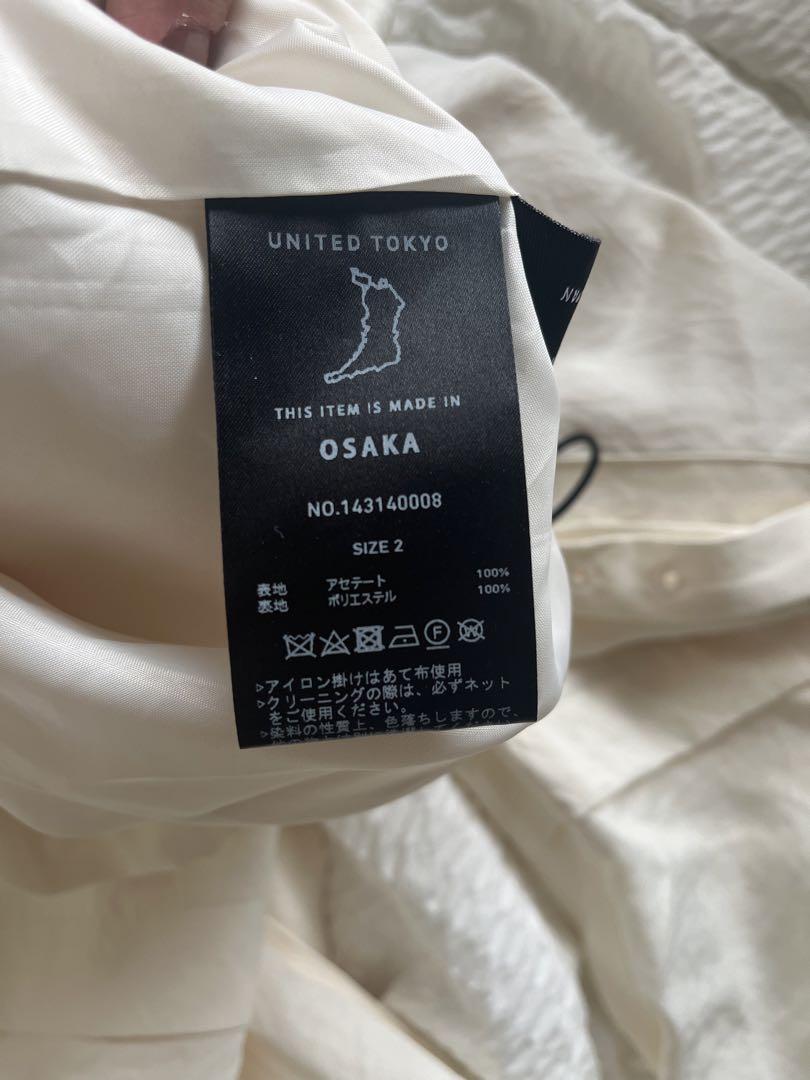 UNITED TOKYO
THIS ITEM IS MADE IN
OSAKA
NO.143140008
SIZE 2
表地 アセテート 100%
裏地 ポリエステル 100%
▷アイロン掛けはあて布使用
▷クリーニングの際は、必ずネット
をご使用ください。
▷染料の性質上、色落ちしますので、